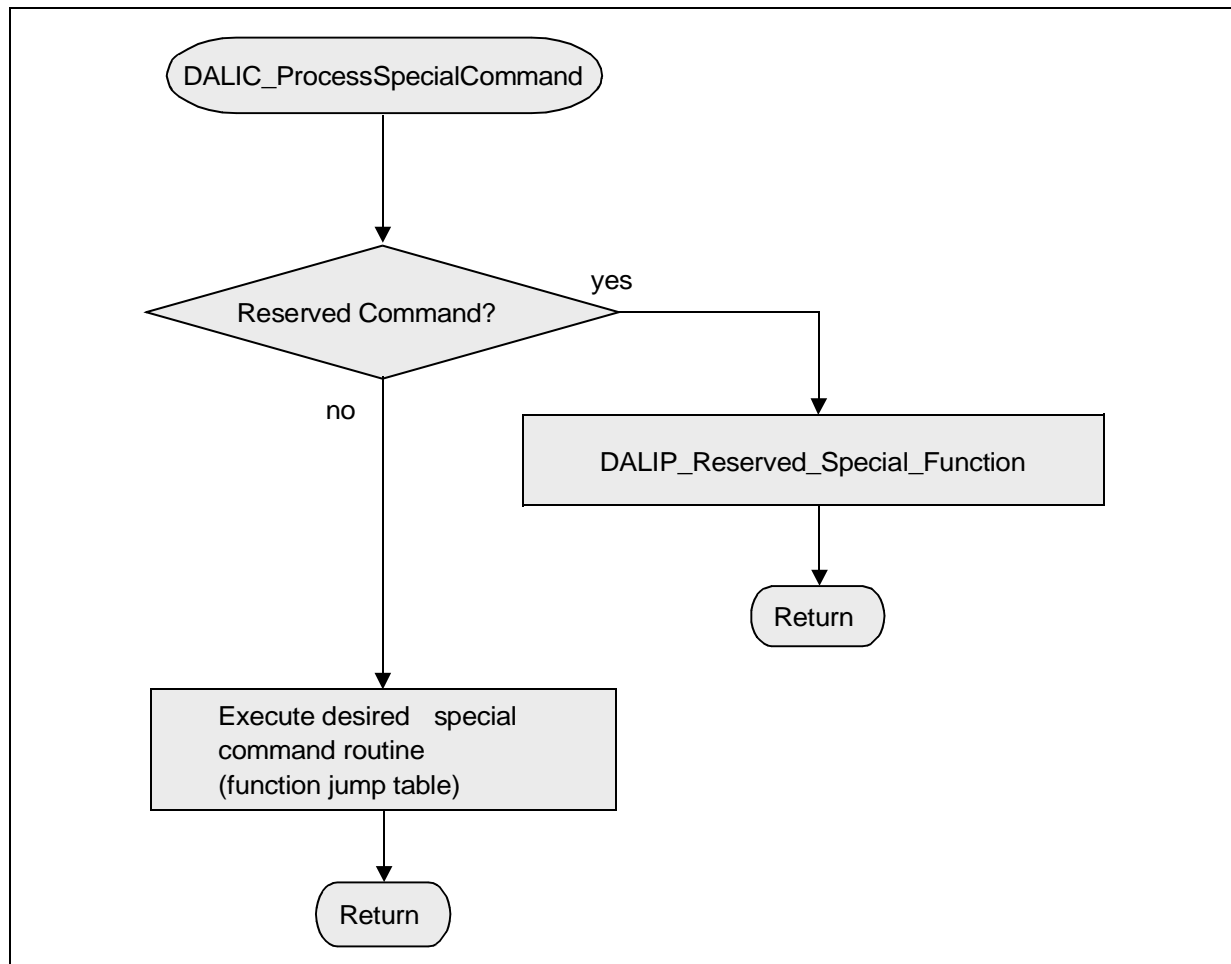 DALIC_ProcessSpecialCommand
Reserved Command?
yes
no
DALIP_Reserved_Special_Function
Return
Execute desired special
command routine
(function jump table)
Return